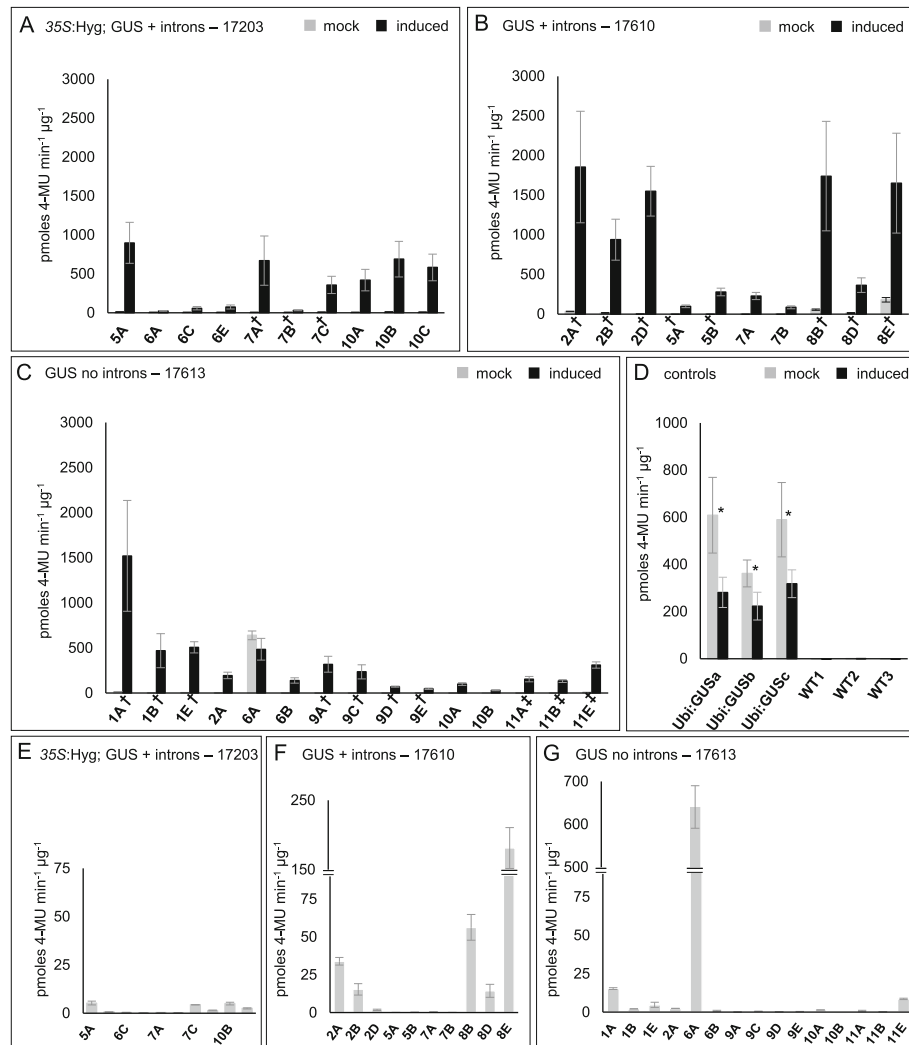 A 35S:Hyg; GUS + introns – 17203 mock induced
pmoles 4-MU min⁻¹ µg⁻¹
3000
2500
2000
1500
1000
500
0
5A 6A 6C 6E 7A† 7B† 7C† 10A 10B 10C
B GUS + introns – 17610 mock induced
pmoles 4-MU min⁻¹ µg⁻¹
3000
2500
2000
1500
1000
500
0
2A† 2B† 2D† 5A† 5B† 7A 7B 8B† 8D† 8E†
C GUS no introns – 17613 mock induced
pmoles 4-MU min⁻¹ µg⁻¹
3000
2500
2000
1500
1000
500
0
1A† 1B† 1E† 2A 6A 6B 9A† 9C† 9D† 9E† 10A 10B 11A‡ 11B‡ 11E‡
D controls mock induced
pmoles 4-MU min⁻¹ µg⁻¹
1000
800
600
400
200
0
* * *
Ubi:GUSa Ubi:GUSb Ubi:GUSc WT1 WT2 WT3
E 35S:Hyg; GUS + introns – 17203
pmoles 4-MU min⁻¹ µg⁻¹
75
50
25
0
5A 6C 7A 7C 10B
F GUS + introns – 17610
pmoles 4-MU min⁻¹ µg⁻¹
250
150
75
50
25
0
2A 2B 2D 5A 5B 7A 7B 8B 8D 8E
G GUS no introns – 17613
pmoles 4-MU min⁻¹ µg⁻¹
700
600
500
75
50
25
0
1A 1B 1E 2A 6A 6B 9A 9C 9D 9E 10A 10B 11A 11B 11E